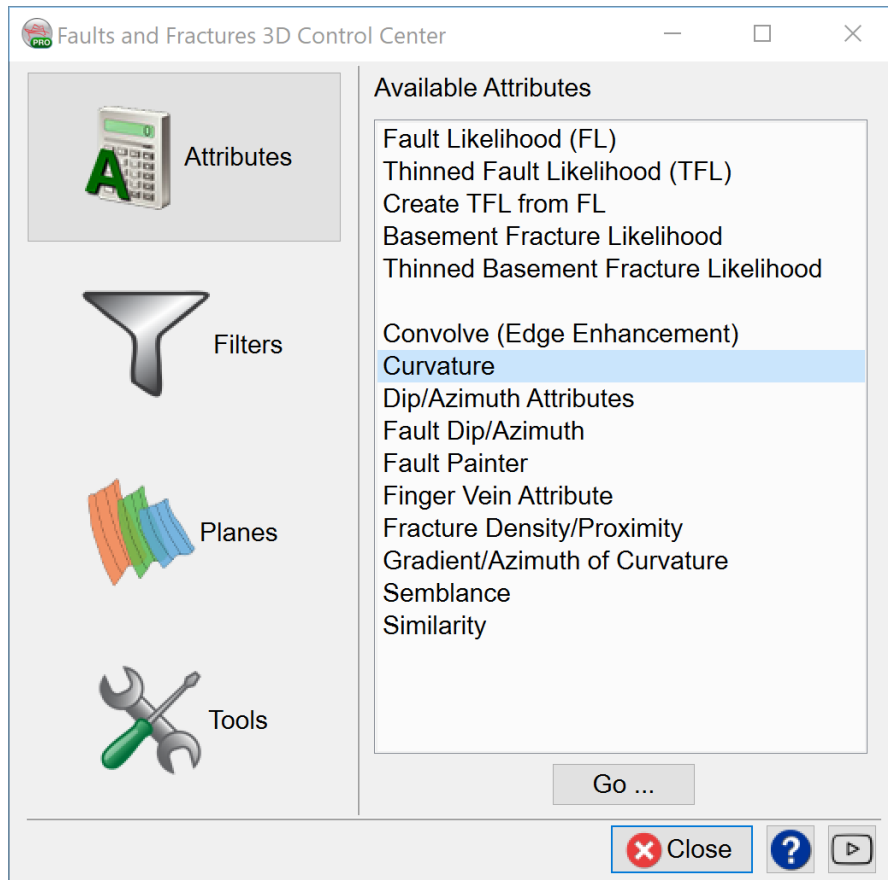 Faults and Fractures 3D Control Center
PRO
Attributes
A
0
Filters
Planes
Tools
Available Attributes
Fault Likelihood (FL)
Thinned Fault Likelihood (TFL)
Create TFL from FL
Basement Fracture Likelihood
Thinned Basement Fracture Likelihood
Convolve (Edge Enhancement)
Curvature
Dip/Azimuth Attributes
Fault Dip/Azimuth
Fault Painter
Finger Vein Attribute
Fracture Density/Proximity
Gradient/Azimuth of Curvature
Semblance
Similarity
Go ...
Close
?